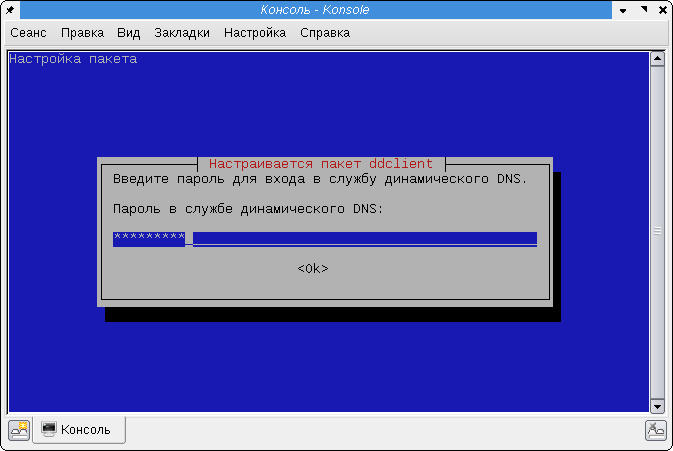 Консоль - Konsole
Сеанс Правка Вид Закладки Настройка Справка
Настройка пакета
Настраивается пакет ddclient
Введите пароль для входа в службу динамического DNS.
Пароль в службе динамического DNS:
*********
<Ok>
Консоль